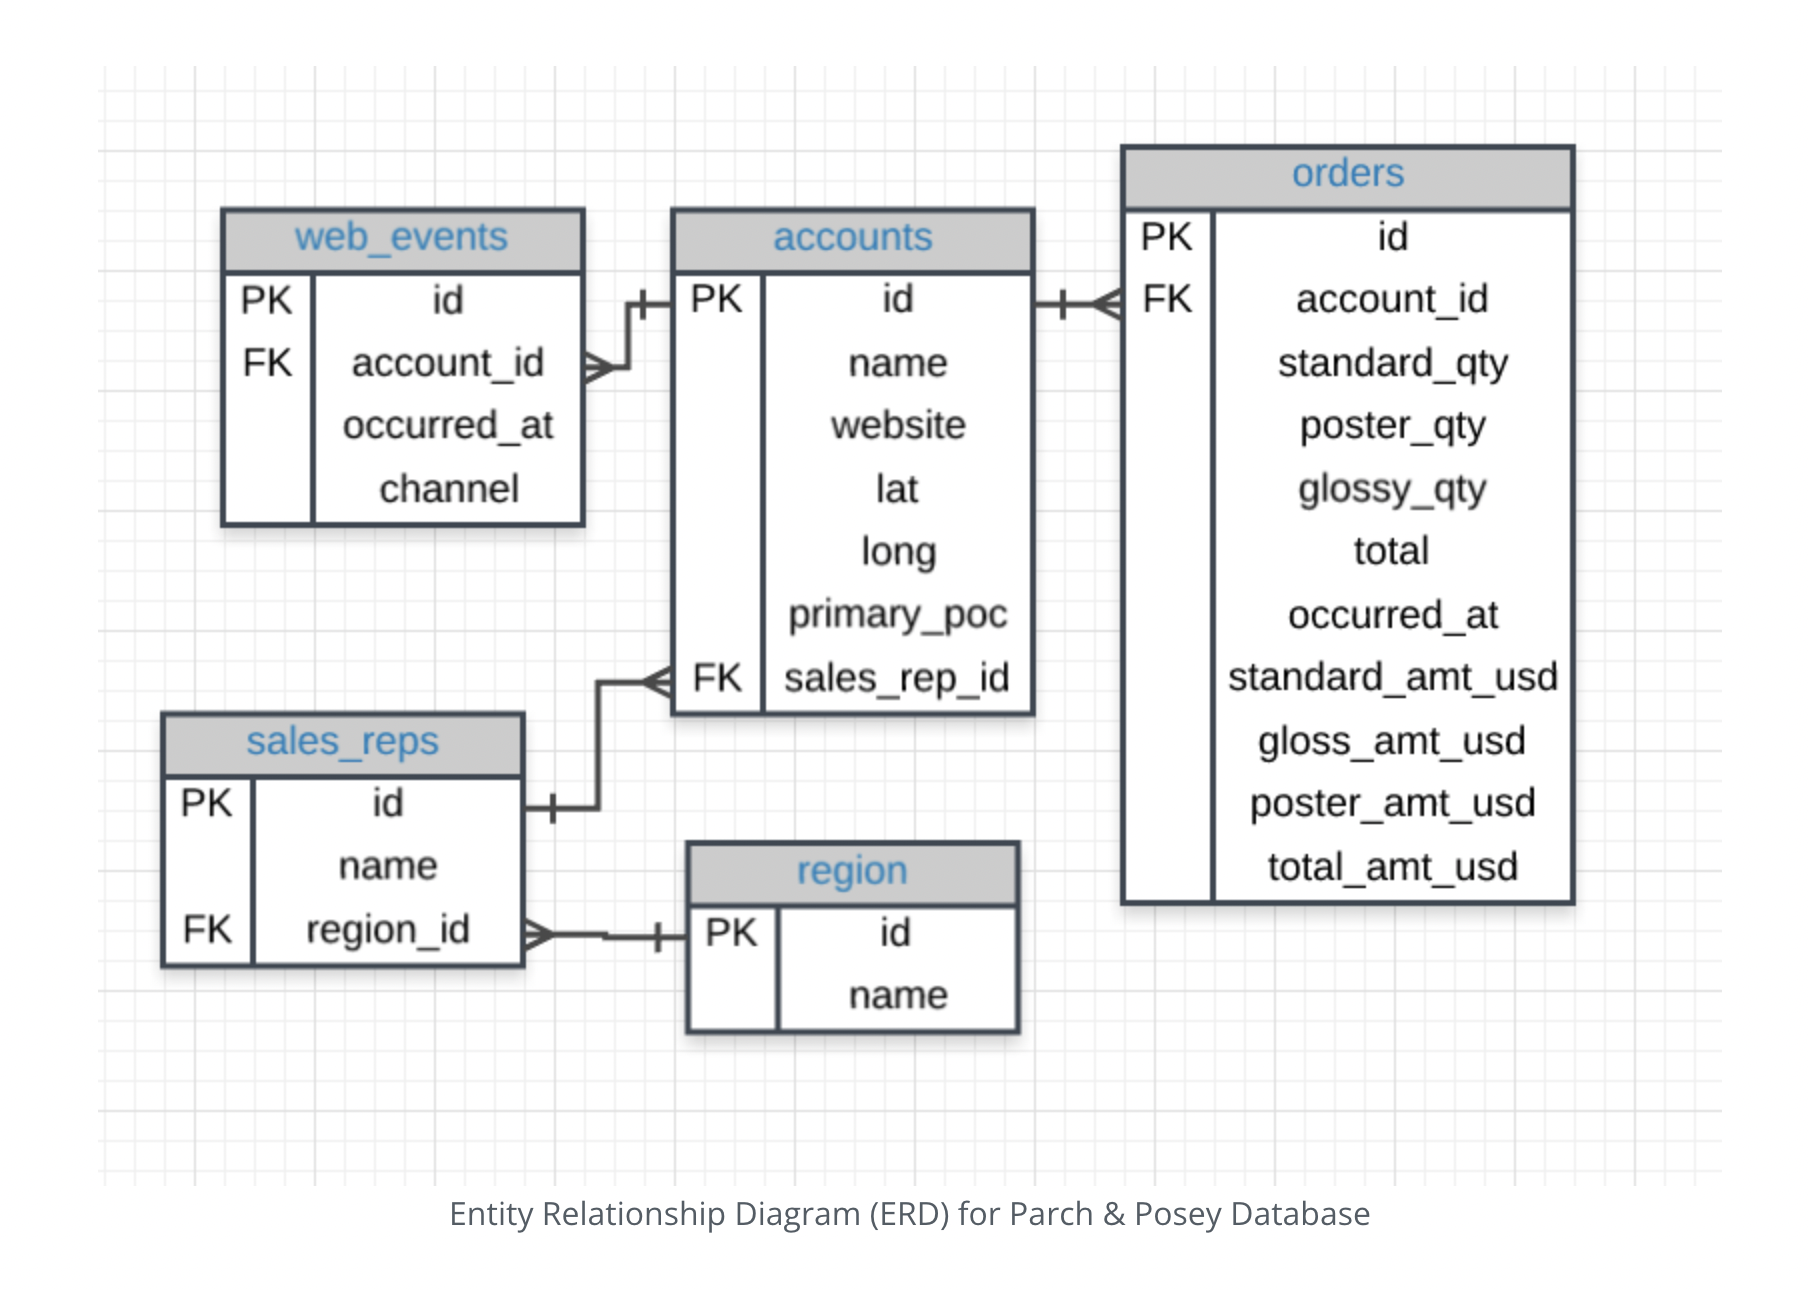 web_events
PK id
FK account_id
occurred_at
channel
accounts
PK id
name
website
lat
long
primary_poc
FK sales_rep_id
orders
PK id
FK account_id
standard_qty
poster_qty
glossy_qty
total
occurred_at
standard_amt_usd
gloss_amt_usd
poster_amt_usd
total_amt_usd
sales_reps
PK id
name
FK region_id
region
PK id
name
Entity Relationship Diagram (ERD) for Parch & Posey Database